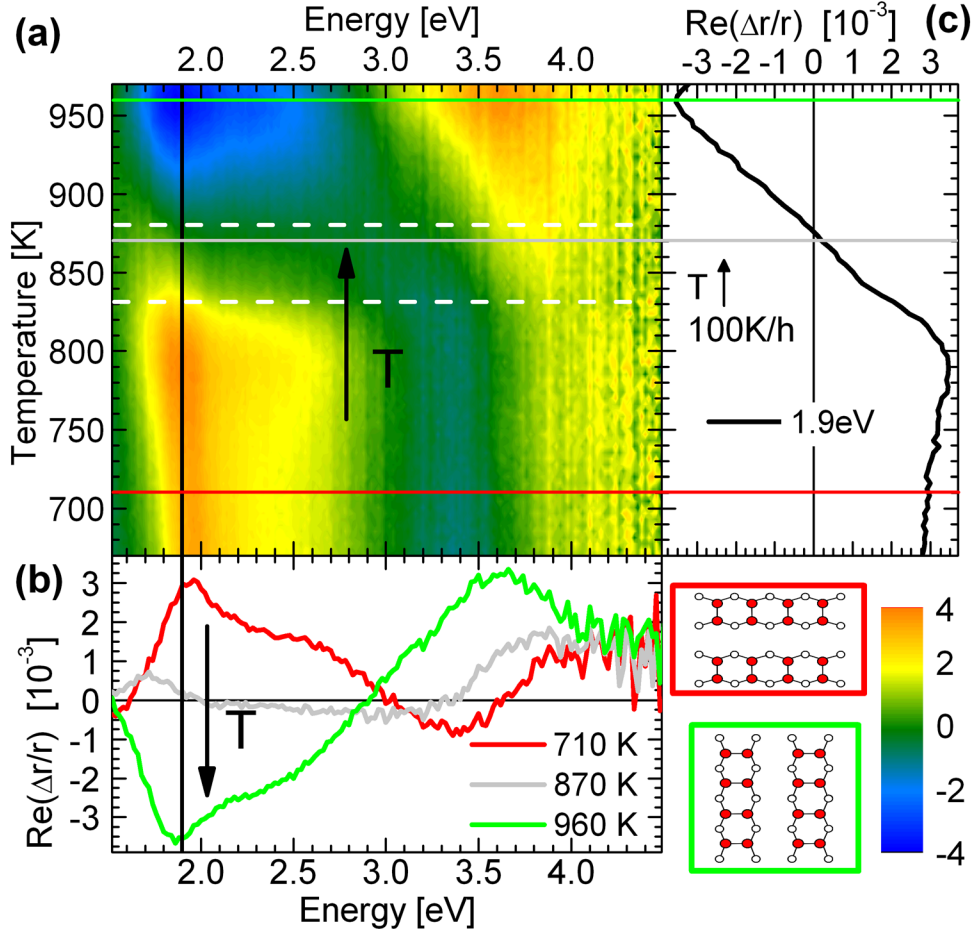 (a)
Energy [eV]
2.0 2.5 3.0 3.5 4.0
Re(Δr/r) [10-3]
(c)
-3 -2 -1 0 1 2 3
Temperature [K]
950
900
850
800
750
700
T
T
100K/h
1.9eV
(b)
Re(Δr/r) [10-3]
3
2
1
0
-1
-2
-3
T
710 K
870 K
960 K
2.0 2.5 3.0 3.5 4.0
Energy [eV]
4
2
0
-2
-4